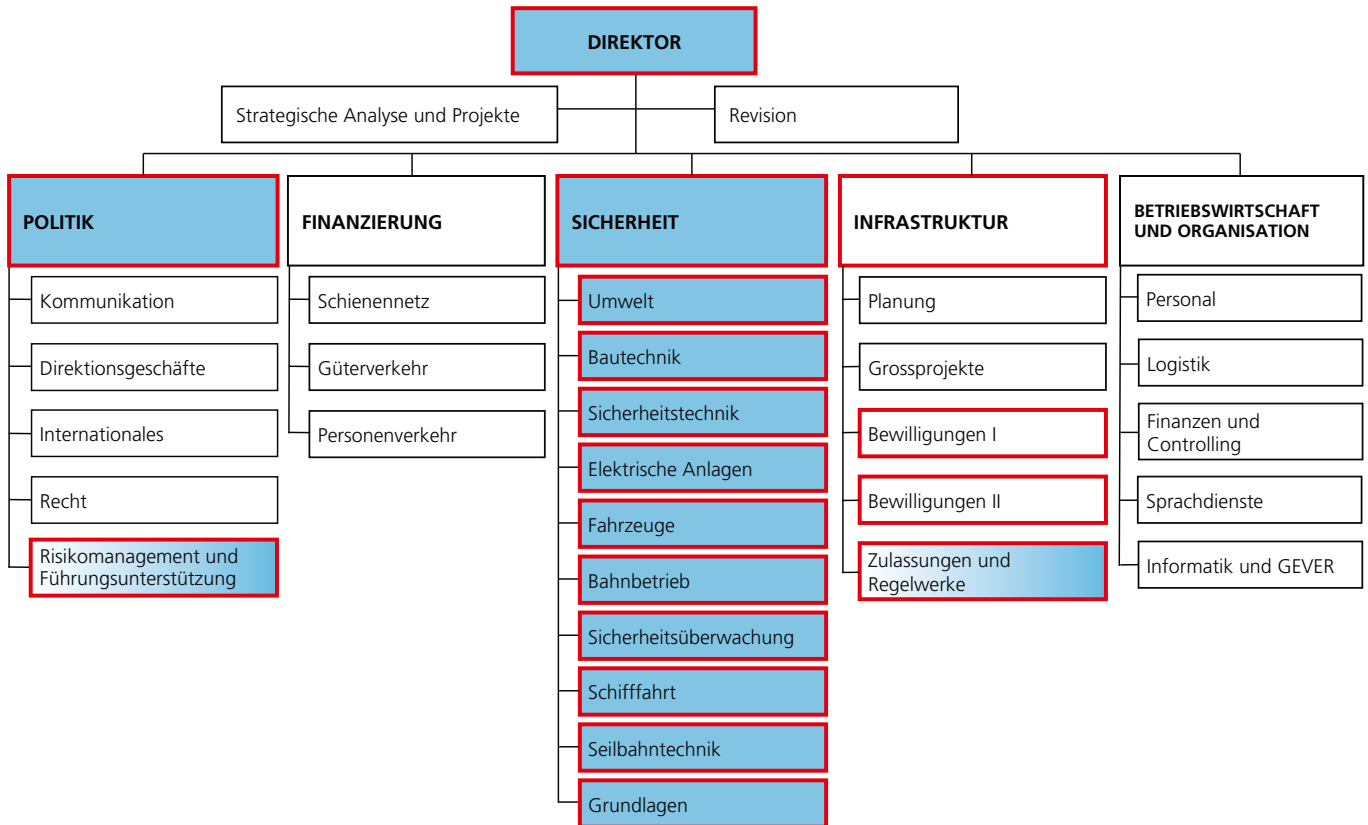 DIREKTOR
Strategische Analyse und Projekte
Revision
POLITIK
Kommunikation
Direktionsgeschäfte
Internationales
Recht
Risikomanagement und
Führungsunterstützung
FINANZIERUNG
Schienennetz
Güterverkehr
Personenverkehr
SICHERHEIT
Umwelt
Bautechnik
Sicherheitstechnik
Elektrische Anlagen
Fahrzeuge
Bahnbetrieb
Sicherheitsüberwachung
Schifffahrt
Seilbahntechnik
Grundlagen
INFRASTRUKTUR
Planung
Grossprojekte
Bewilligungen I
Bewilligungen II
Zulassungen und
Regelwerke
BETRIEBSWIRTSCHAFT
UND ORGANISATION
Personal
Logistik
Finanzen und
Controlling
Sprachdienste
Informatik und GEVER